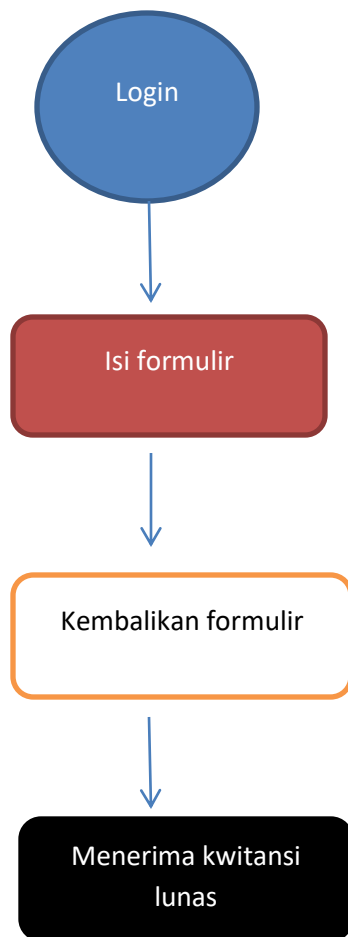 Login
Isi formulir
Kembalikan formulir
Menerima kwitansi
lunas